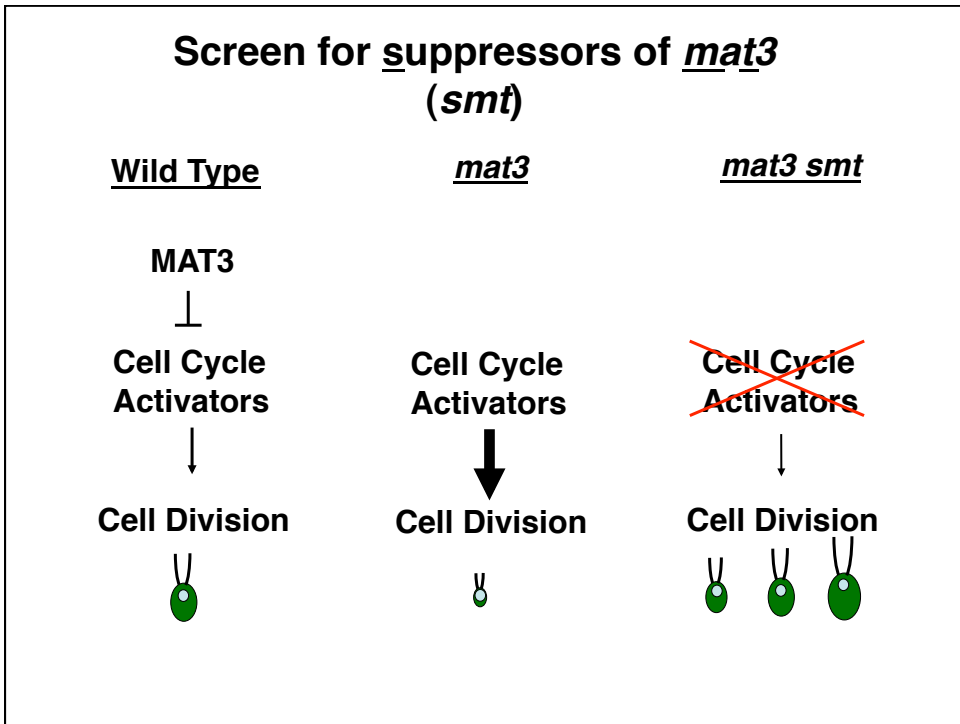 Screen for suppressors of mat3
(smt)
Wild Type
MAT3
Cell Cycle
Activators
Cell Division
mat3
Cell Cycle
Activators
Cell Division
mat3 smt
Cell Cycle
Activators
Cell Division